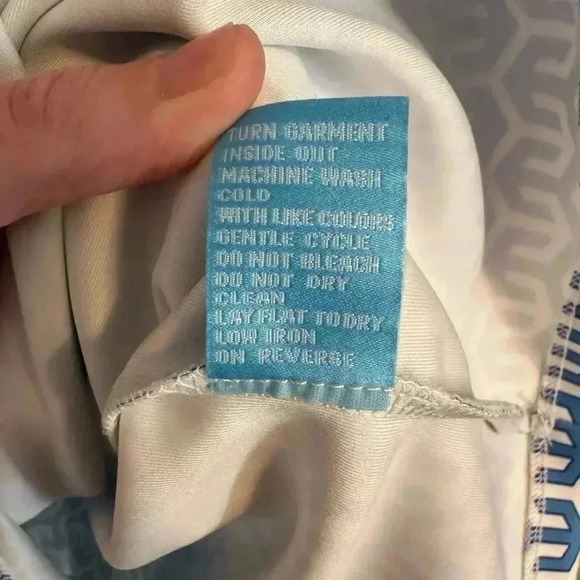 TURN GARMENT
INSIDE OUT
MACHINE WASH
COLD
WITH LIKE COLORS
GENTLE CYCLE
DO NOT BLEACH
DO NOT DRY
CLEAN
LAY FLAT TO DRY
LOW IRON
ON REVERSE